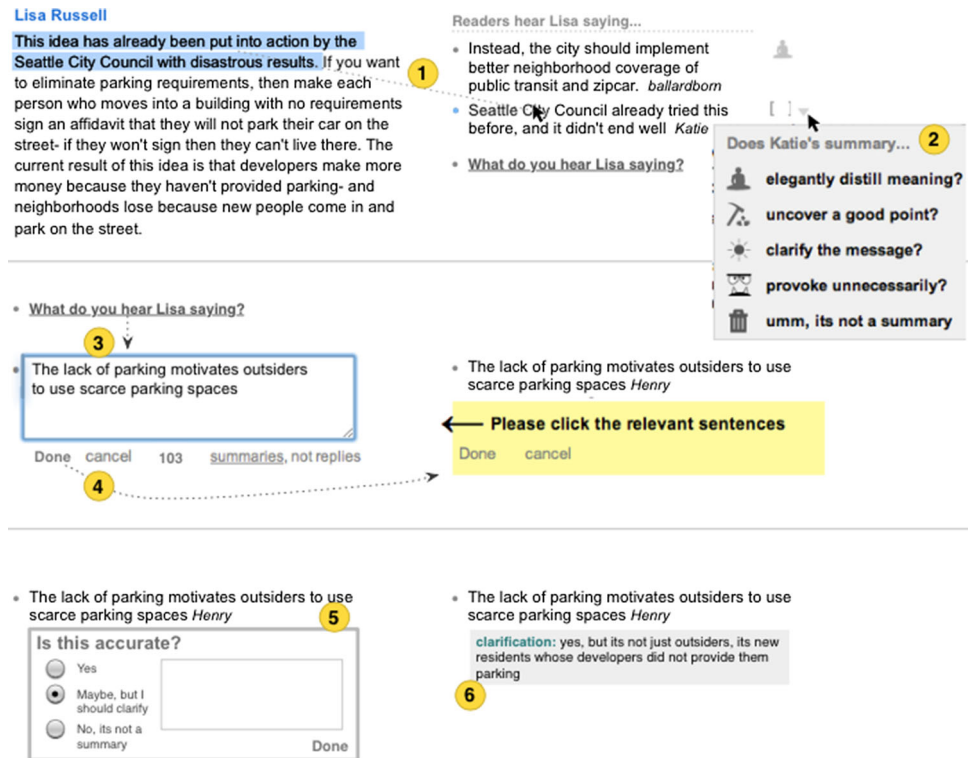 Lisa Russell
This idea has already been put into action by the
Seattle City Council with disastrous results. If you want
to eliminate parking requirements, then make each
person who moves into a building with no requirements
sign an affidavit that they will not park their car on the
street- if they won't sign then they can't live there. The
current result of this idea is that developers make more
money because they haven't provided parking- and
neighborhoods lose because new people come in and
park on the street.
1
Readers hear Lisa saying...
• Instead, the city should implement
better neighborhood coverage of
public transit and zipcar. ballardborn
• Seattle City Council already tried this
before, and it didn't end well Katie
[ ]
• What do you hear Lisa saying?
Does Katie's summary... 2
elegantly distill meaning?
uncover a good point?
clarify the message?
provoke unnecessarily?
umm, its not a summary
• What do you hear Lisa saying?
3
• The lack of parking motivates outsiders
to use scarce parking spaces
Done cancel 103 summaries, not replies
4
• The lack of parking motivates outsiders to use
scarce parking spaces Henry
← Please click the relevant sentences
Done cancel
• The lack of parking motivates outsiders to use
scarce parking spaces Henry
5
Is this accurate?
Yes
Maybe, but I
should clarify
No, its not a
summary
Done
• The lack of parking motivates outsiders to use
scarce parking spaces Henry
clarification: yes, but its not just outsiders, its new
residents whose developers did not provide them
parking
6